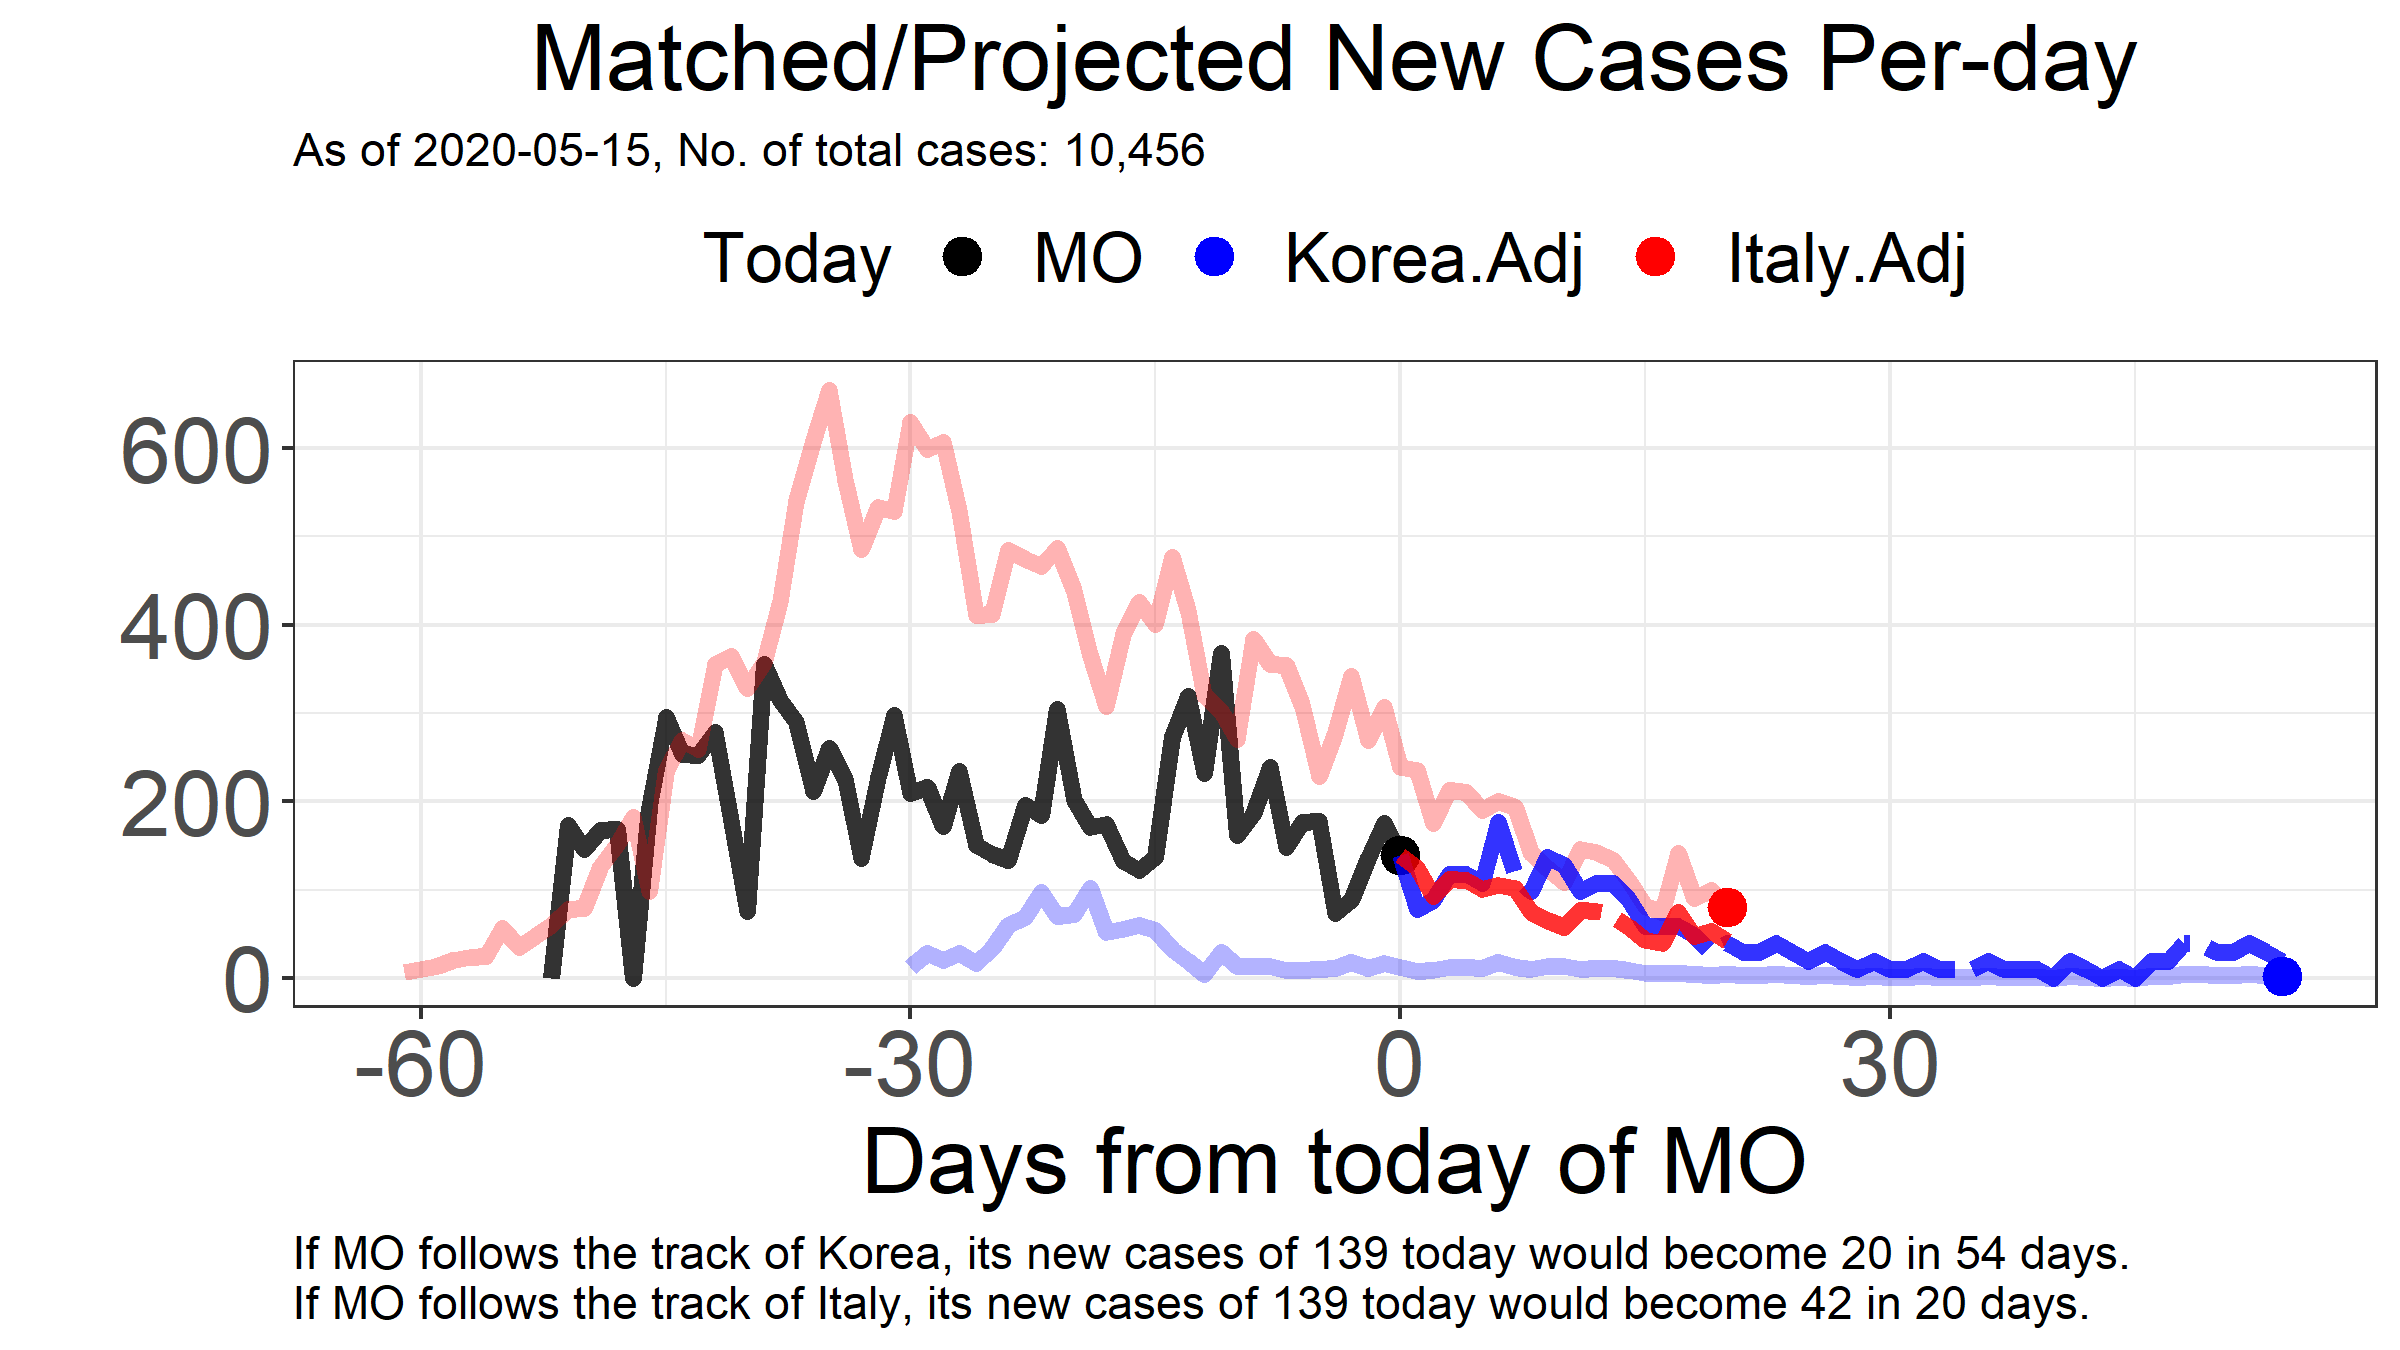 Matched/Projected New Cases Per-day
As of 2020-05-15, No. of total cases: 10,456
Today MO Korea.Adj Italy.Adj
600
400
200
0
-60 -30 0 30
Days from today of MO
If MO follows the track of Korea, its new cases of 139 today would become 20 in 54 days.
If MO follows the track of Italy, its new cases of 139 today would become 42 in 20 days.